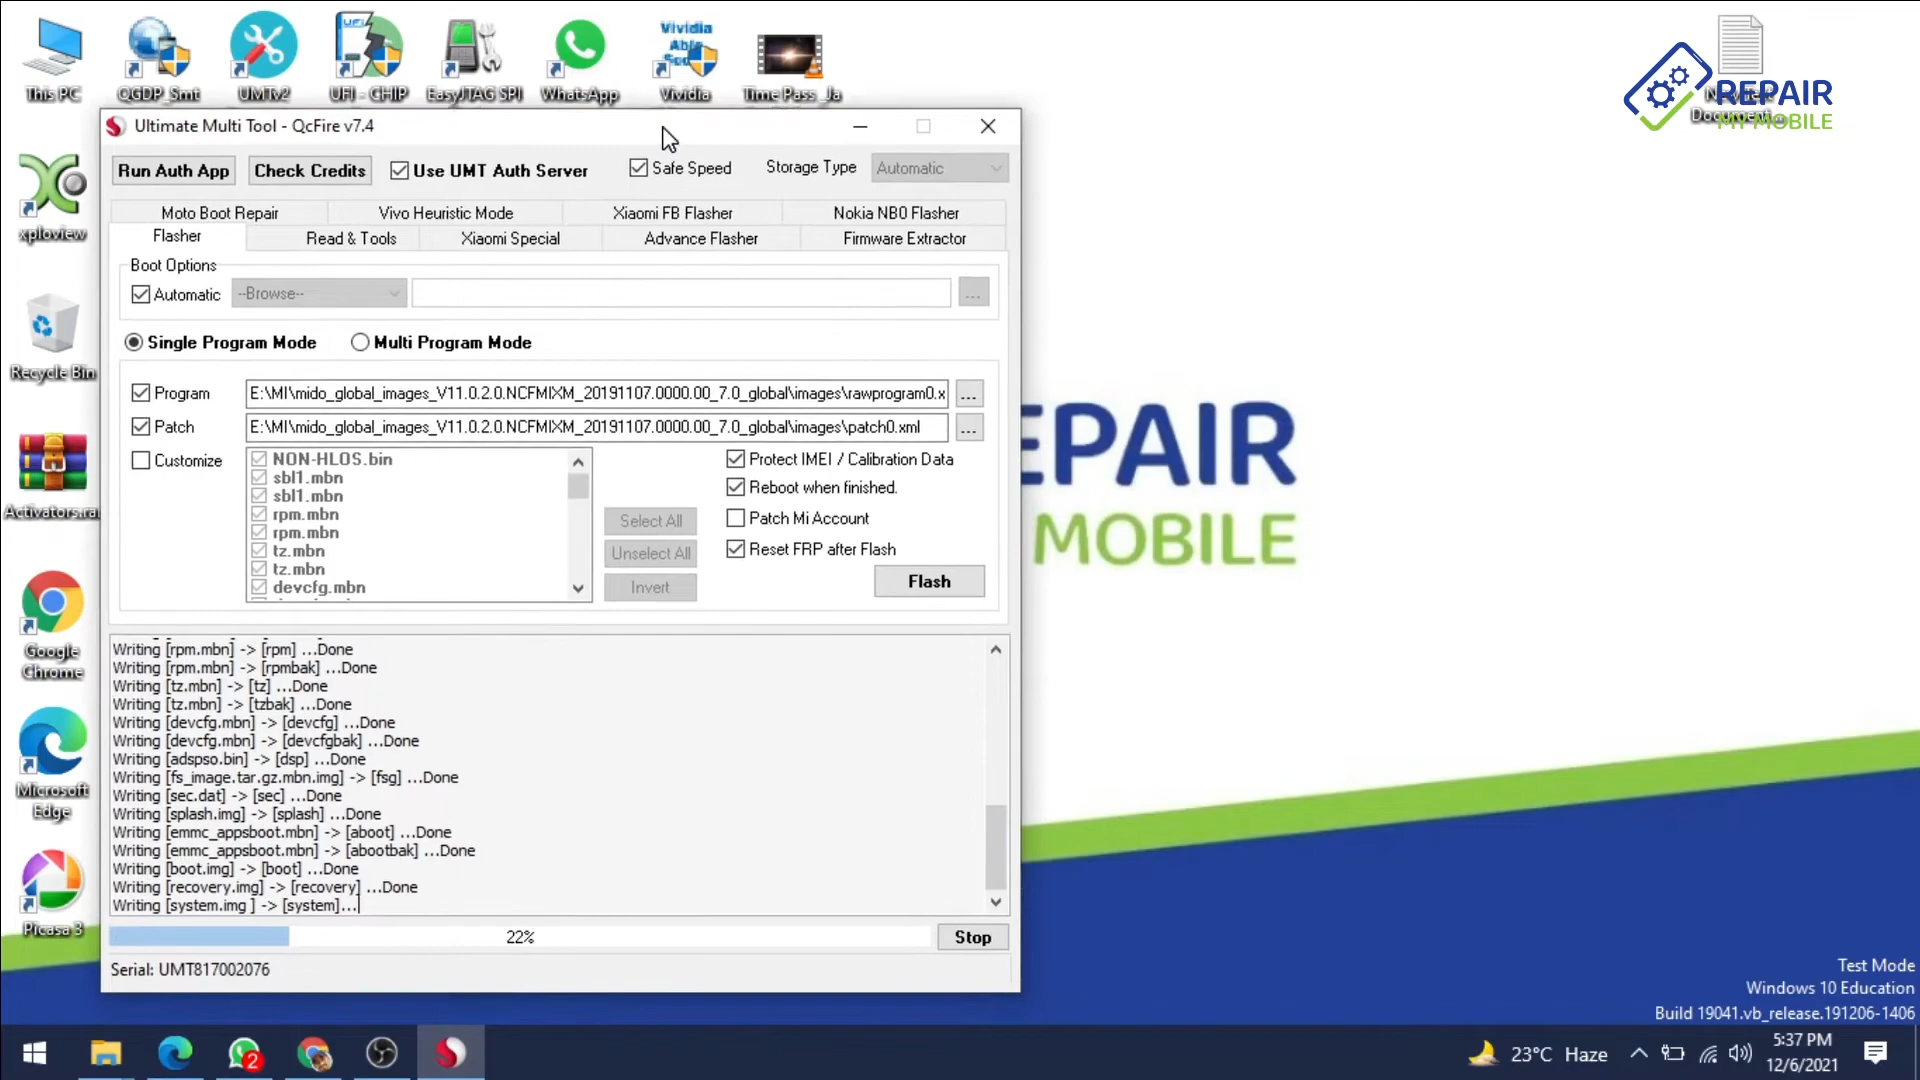 This PC
QGDP_Smt
UMTv2
UFI - CHIP
EasyJTAG SPI
WhatsApp
Vividia
Able
Vividia
Time Pass _Ja
REPAIR
MY MOBILE
Ultimate Multi Tool - QcFire v7.4
Run Auth App
Check Credits
Use UMT Auth Server
Safe Speed
Storage Type
Automatic
Moto Boot Repair
Vivo Heuristic Mode
Xiaomi FB Flasher
Nokia NB0 Flasher
Flasher
Read & Tools
Xiaomi Special
Advance Flasher
Firmware Extractor
Boot Options
Automatic
--Browse--
...
Single Program Mode
Multi Program Mode
Program
E:\MI\mido_global_images_V11.0.2.0.NCFMIXM_20191107.0000.00_7.0_global\images\rawprogram0.x
...
Patch
E:\MI\mido_global_images_V11.0.2.0.NCFMIXM_20191107.0000.00_7.0_global\images\patch0.xml
...
Customize
NON-HLOS.bin
sbl1.mbn
sbl1.mbn
rpm.mbn
rpm.mbn
tz.mbn
tz.mbn
devcfg.mbn
Select All
Unselect All
Invert
Protect IMEI / Calibration Data
Reboot when finished.
Patch Mi Account
Reset FRP after Flash
Flash
Writing [rpm.mbn] -> [rpm] ...Done
Writing [rpm.mbn] -> [rpmbak] ...Done
Writing [tz.mbn] -> [tz] ...Done
Writing [tz.mbn] -> [tzbak] ...Done
Writing [devcfg.mbn] -> [devcfg] ...Done
Writing [devcfg.mbn] -> [devcfgbak] ...Done
Writing [adspso.bin] -> [dsp] ...Done
Writing [fs_image.tar.gz.mbn.img] -> [fsg] ...Done
Writing [sec.dat] -> [sec] ...Done
Writing [splash.img] -> [splash] ...Done
Writing [emmc_appsboot.mbn] -> [aboot] ...Done
Writing [emmc_appsboot.mbn] -> [abootbak] ...Done
Writing [boot.img] -> [boot] ...Done
Writing [recovery.img] -> [recovery] ...Done
Writing [system.img ] -> [system]...
22%
Stop
Serial: UMT817002076
xploview
Recycle Bin
Activators.ra
Google
Chrome
Microsoft
Edge
Picasa 3
EPAIR
MOBILE
Test Mode
Windows 10 Education
Build 19041.vb_release.191206-1406
2
23°C Haze
5:37 PM
12/6/2021